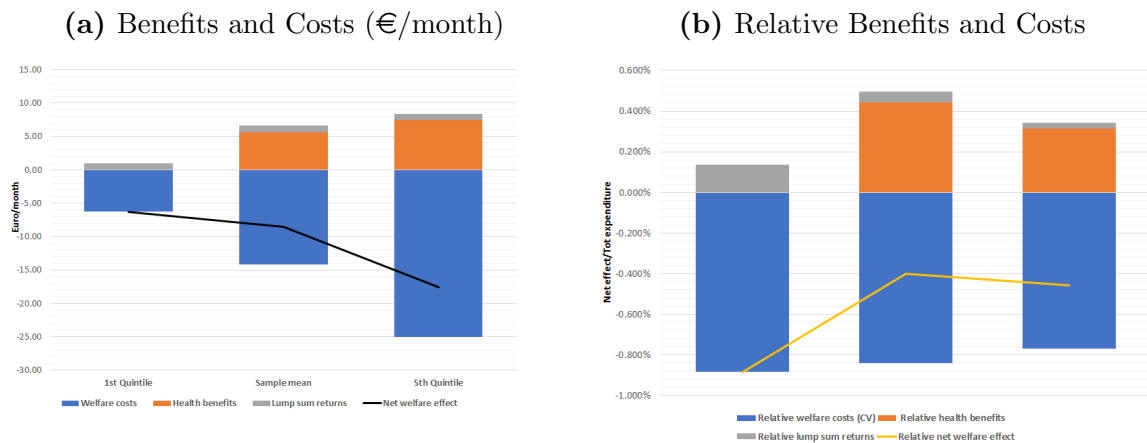 (a) Benefits and Costs (€/month)
15.00
10.00
5.00
0.00
-5.00
-10.00
-15.00
-20.00
-25.00
-30.00
Euro/month
1st Quintile Sample mean 5th Quintile
Welfare costs Health benefits Lump sum returns Net welfare effect
(b) Relative Benefits and Costs
0.600%
0.400%
0.200%
0.000%
-0.200%
-0.400%
-0.600%
-0.800%
-1.000%
Net effect/Tot expenditure
Relative welfare costs (CV) Relative health benefits
Relative lump sum returns Relative net welfare effect